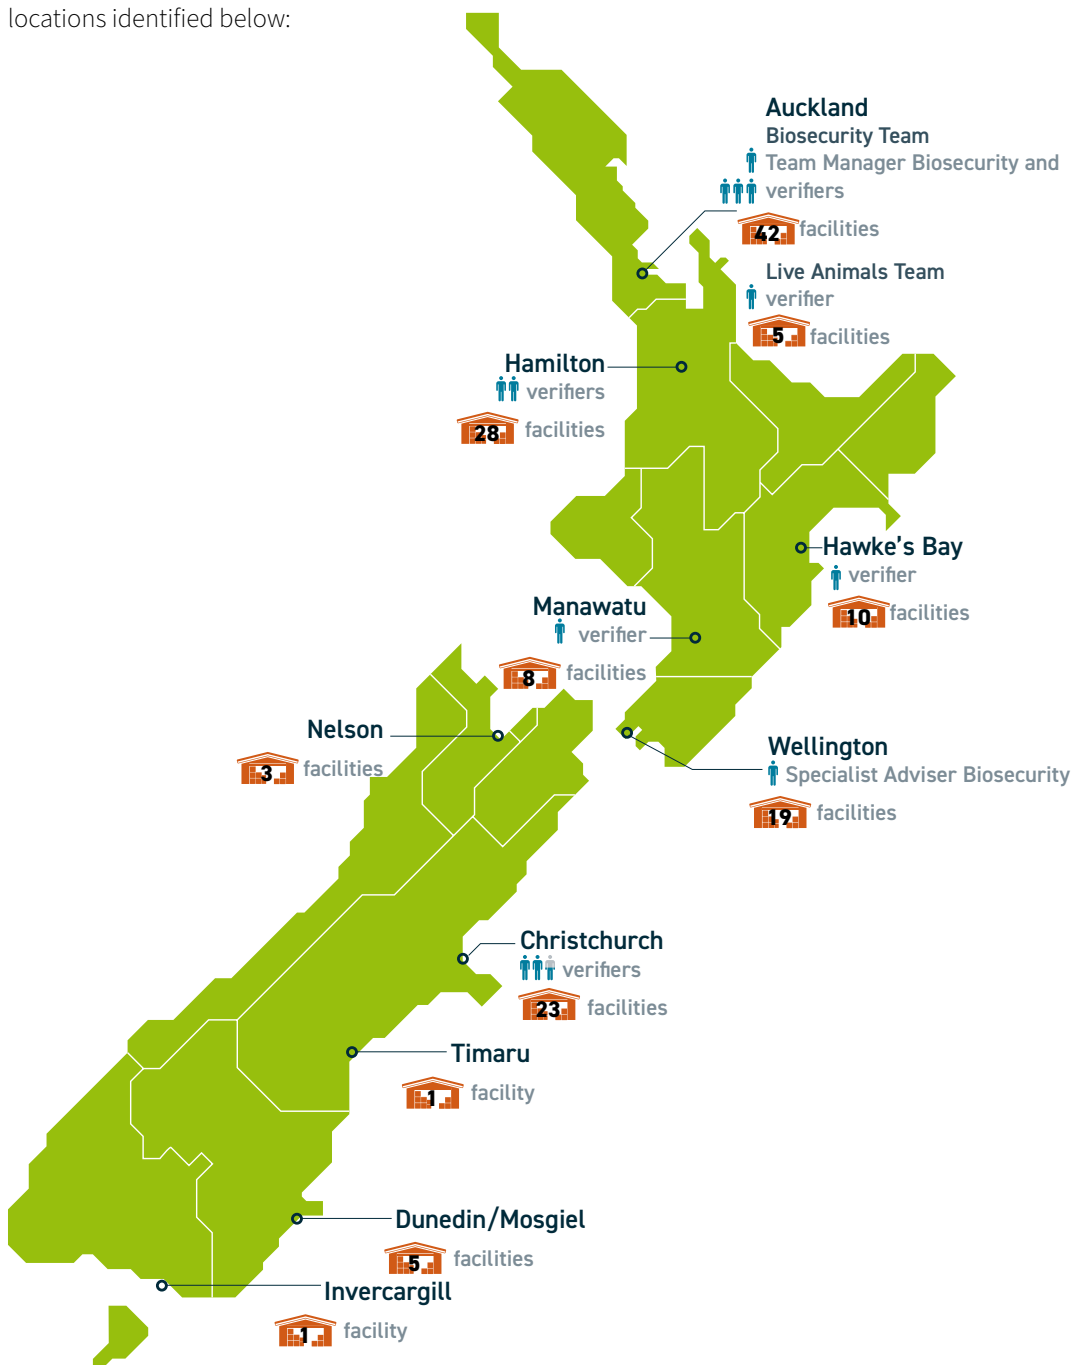 locations identified below:
Auckland
Biosecurity Team
Team Manager Biosecurity and
verifiers
42 facilities
Live Animals Team
verifier
5 facilities
Hamilton
verifiers
28 facilities
Hawke's Bay
verifier
10 facilities
Manawatu
verifier
8 facilities
Nelson
3 facilities
Wellington
Specialist Adviser Biosecurity
19 facilities
Christchurch
verifiers
23 facilities
Timaru
1 facility
Dunedin/Mosgiel
5 facilities
Invercargill
1 facility